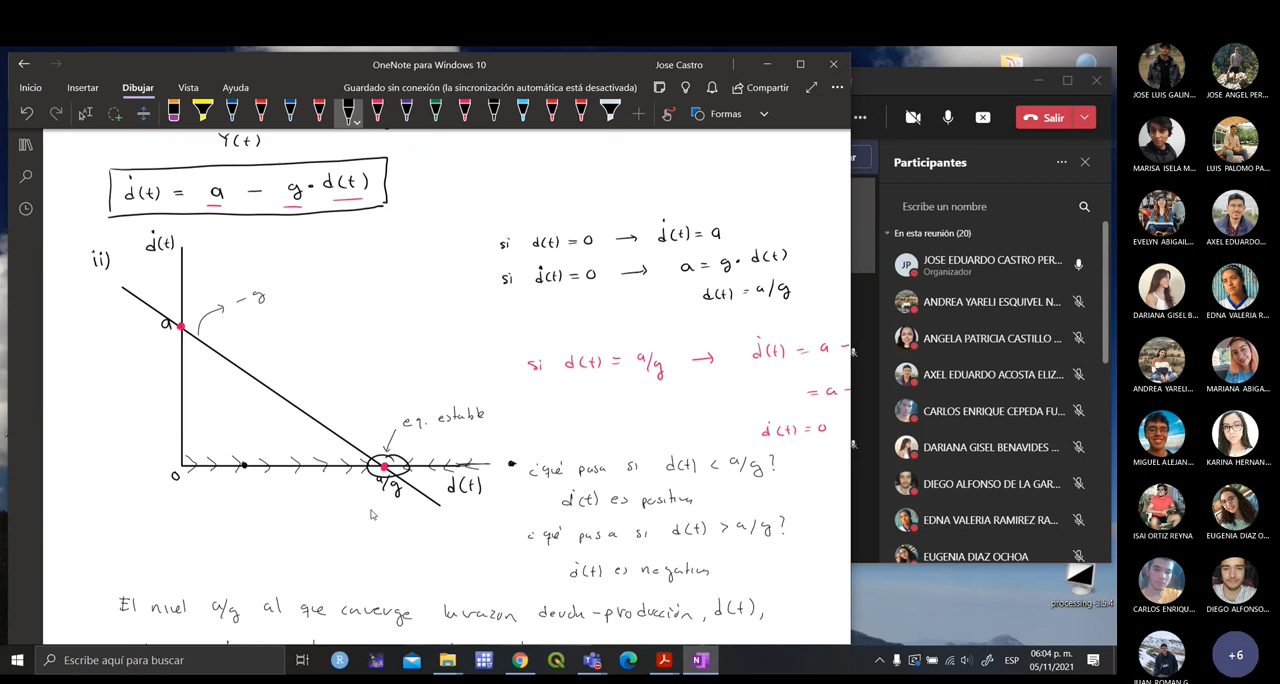 OneNote para Windows 10
Jose Castro
Inicio
Insertar
Dibujar
Vista
Ayuda
Guardado sin conexión (la sincronización automática está desactivada)
Compartir
Formas
Y(t)
ḋ(t) = a - g · d(t)
ii)
ḋ(t)
- g
a
eq. estable
0
a/g
d(t)
si d(t) = 0 → ḋ(t) = a
si ḋ(t) = 0 → a = g · d(t)
d(t) = a/g
si d(t) = a/g → ḋ(t) = a -
= a -
ḋ(t) = 0
¿qué pasa si d(t) < a/g?
ḋ(t) es positiva
¿qué pasa si d(t) > a/g?
ḋ(t) es negativa
El nivel a/g al que converge la razon deuda-producción, d(t),
Salir
Participantes
Escribe un nombre
En esta reunión (20)
JP
JOSE EDUARDO CASTRO PER...
Organizador
ANDREA YARELI ESQUIVEL N...
ANGELA PATRICIA CASTILLO ...
AXEL EDUARDO ACOSTA ELIZ...
CARLOS ENRIQUE CEPEDA FU...
DARIANA GISEL BENAVIDES ...
DIEGO ALFONSO DE LA GAR...
EDNA VALERIA RAMIREZ RA...
EUGENIA DIAZ OCHOA
processing-3.5.4
JOSE LUIS GALIN...
JOSE ANGEL PER...
MARISA ISELA M...
LUIS PALOMO PA...
EVELYN ABIGAIL...
AXEL EDUARDO...
DARIANA GISEL B...
EDNA VALERIA R...
ANDREA YARELI...
MARIANA ABIGA...
MIGUEL ALEJAN...
KARINA HERNAN...
ISAI ORTIZ REYNA
EUGENIA DIAZ O...
CARLOS ENRIQU...
DIEGO ALFONSO...
JUAN ROMAN G...
+6
Escribe aquí para buscar
ESP
06:04 p. m.
05/11/2021